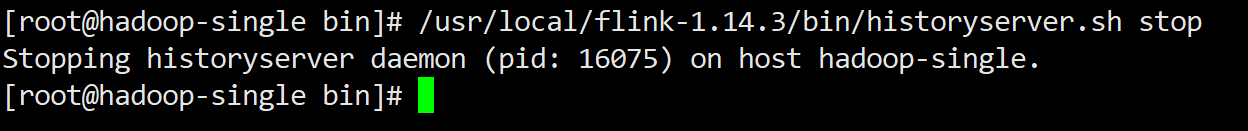 [root@hadoop-single bin]# /usr/local/flink-1.14.3/bin/historyserver.sh stop
Stopping historyserver daemon (pid: 16075) on host hadoop-single.
[root@hadoop-single bin]#